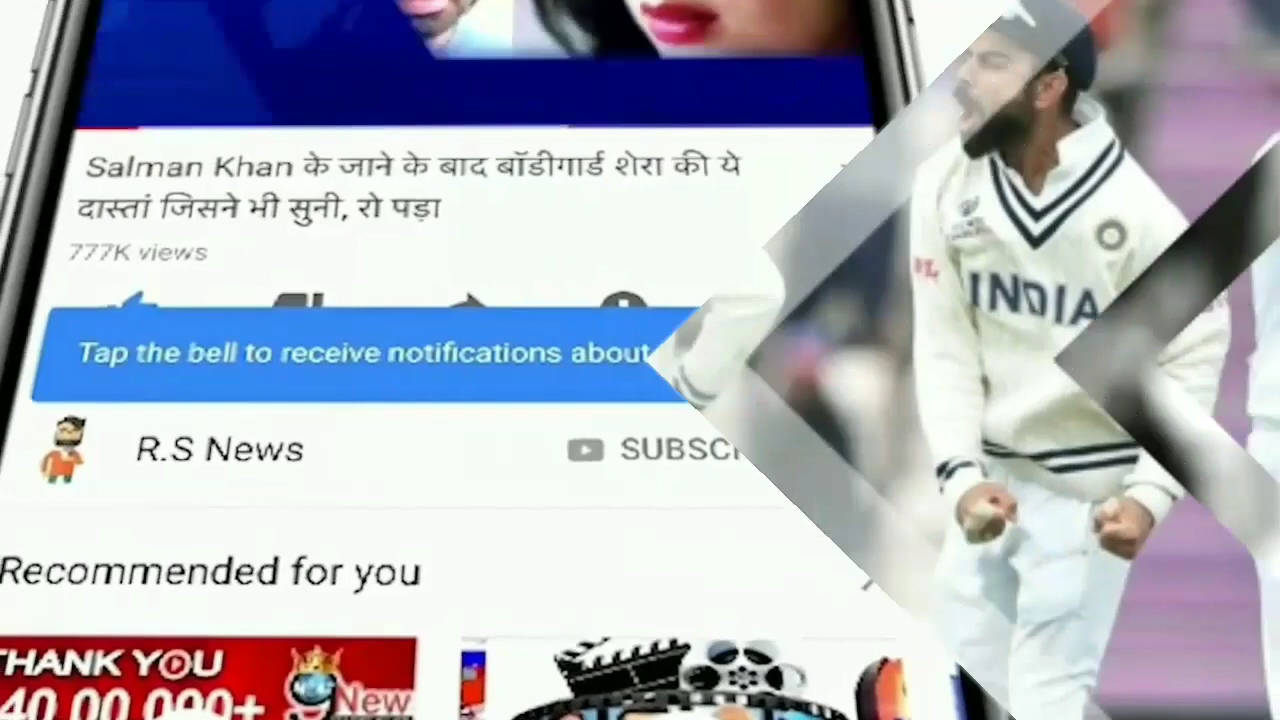 Salman Khan के जाने के बाद बॉडीगार्ड शेरा की ये
दास्तां जिसने भी सुनी, रो पड़ा
777K views
Tap the bell to receive notifications about
R.S News
SUBSC
Recommended for you
THANK YOU
40,00,000+
New
INDIA